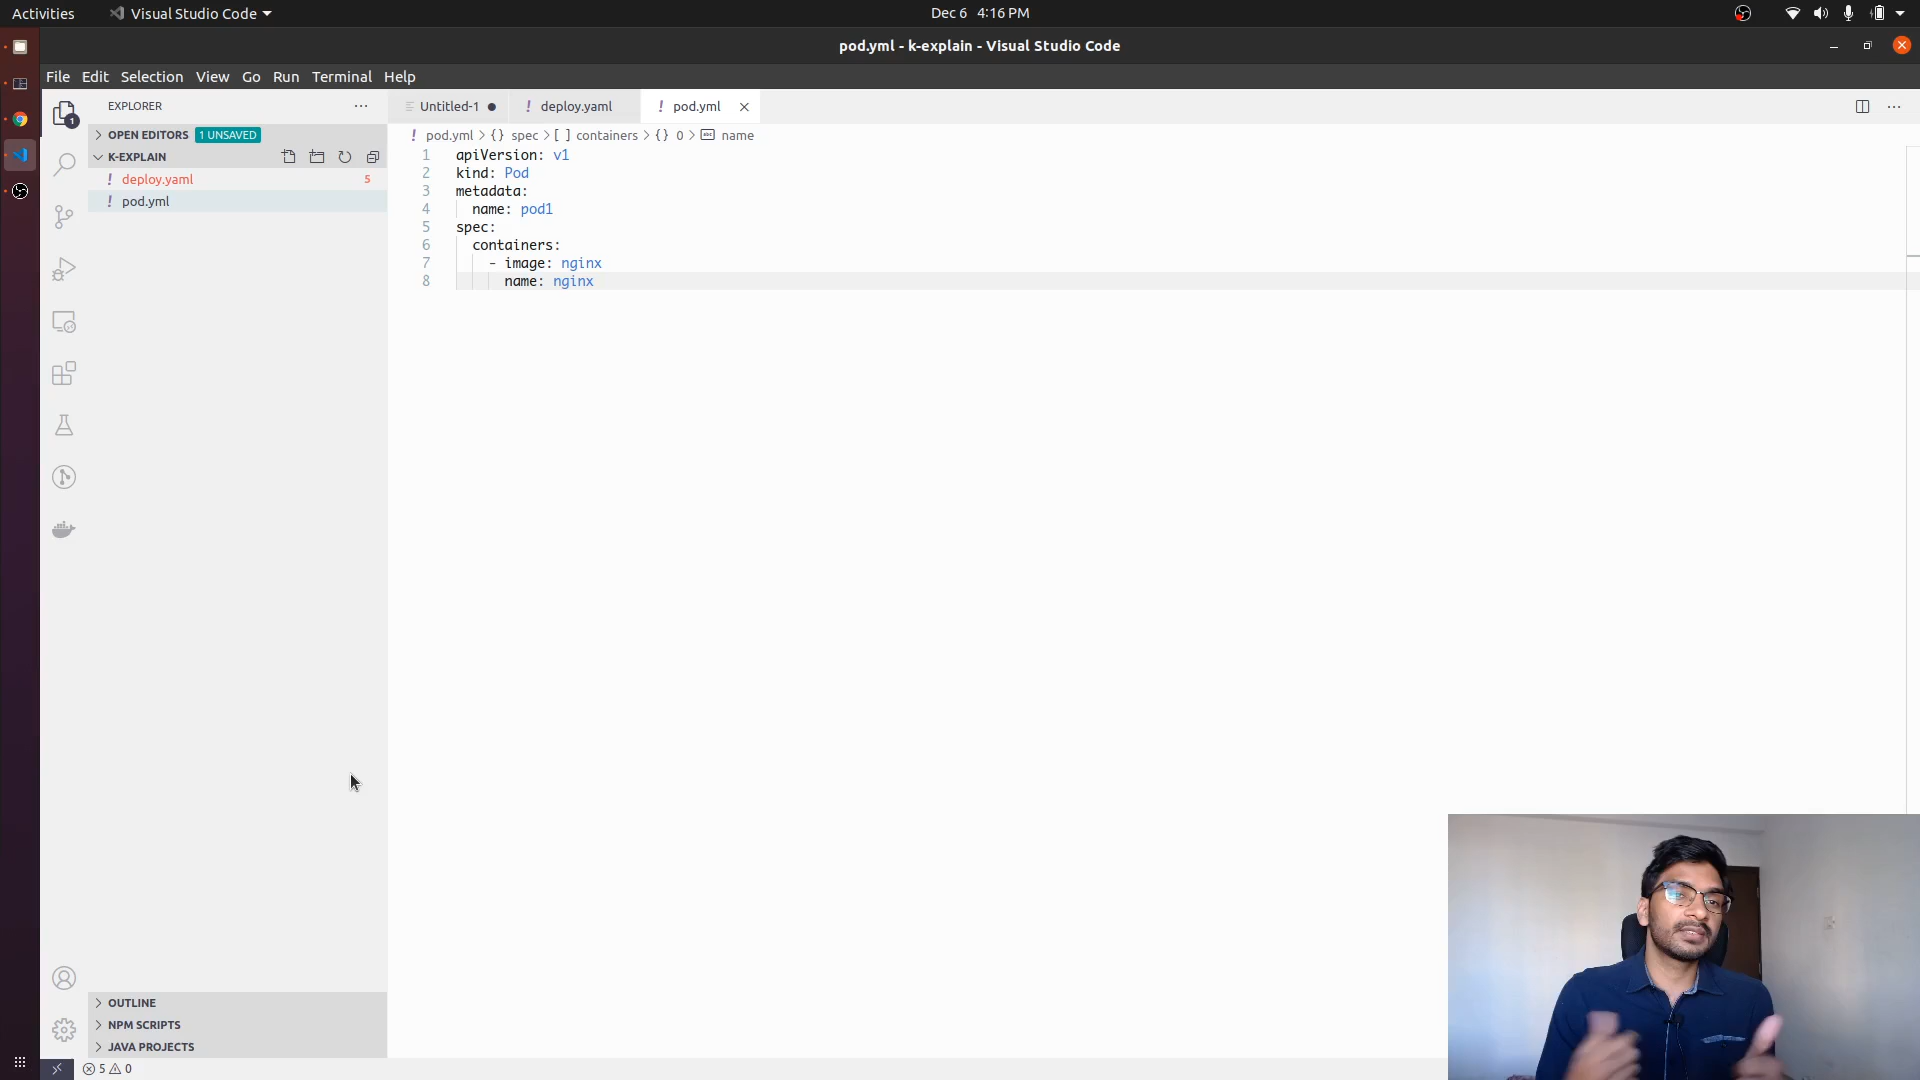 Activities
Visual Studio Code
Dec 6 4:16 PM
pod.yml - k-explain - Visual Studio Code
File Edit Selection View Go Run Terminal Help
1
EXPLORER
OPEN EDITORS 1 UNSAVED
K-EXPLAIN
! deploy.yaml 5
! pod.yml
OUTLINE
NPM SCRIPTS
JAVA PROJECTS
Untitled-1
! deploy.yaml
! pod.yml
! pod.yml > {} spec > [ ] containers > {} 0 > abc name
1 apiVersion: v1
2 kind: Pod
3 metadata:
4 name: pod1
5 spec:
6 containers:
7 - image: nginx
8 name: nginx
5 0